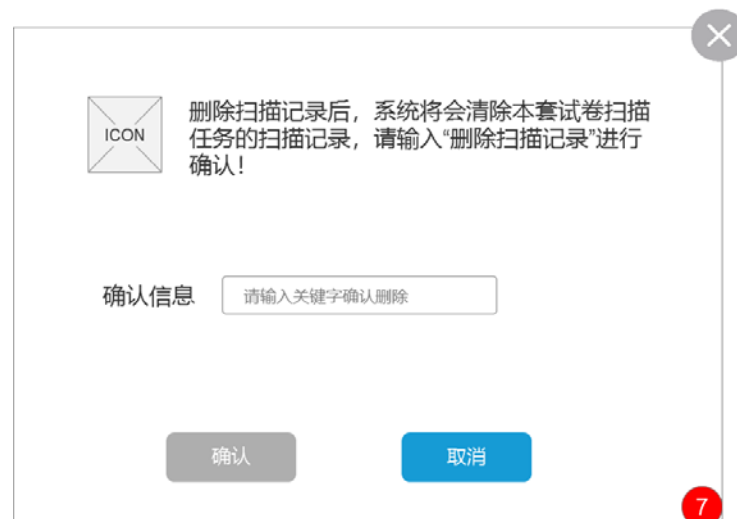 ICON
删除扫描记录后，系统将会清除本套试卷扫描
任务的扫描记录，请输入“删除扫描记录”进行
确认！
确认信息
请输入关键字确认删除
确认
取消
7